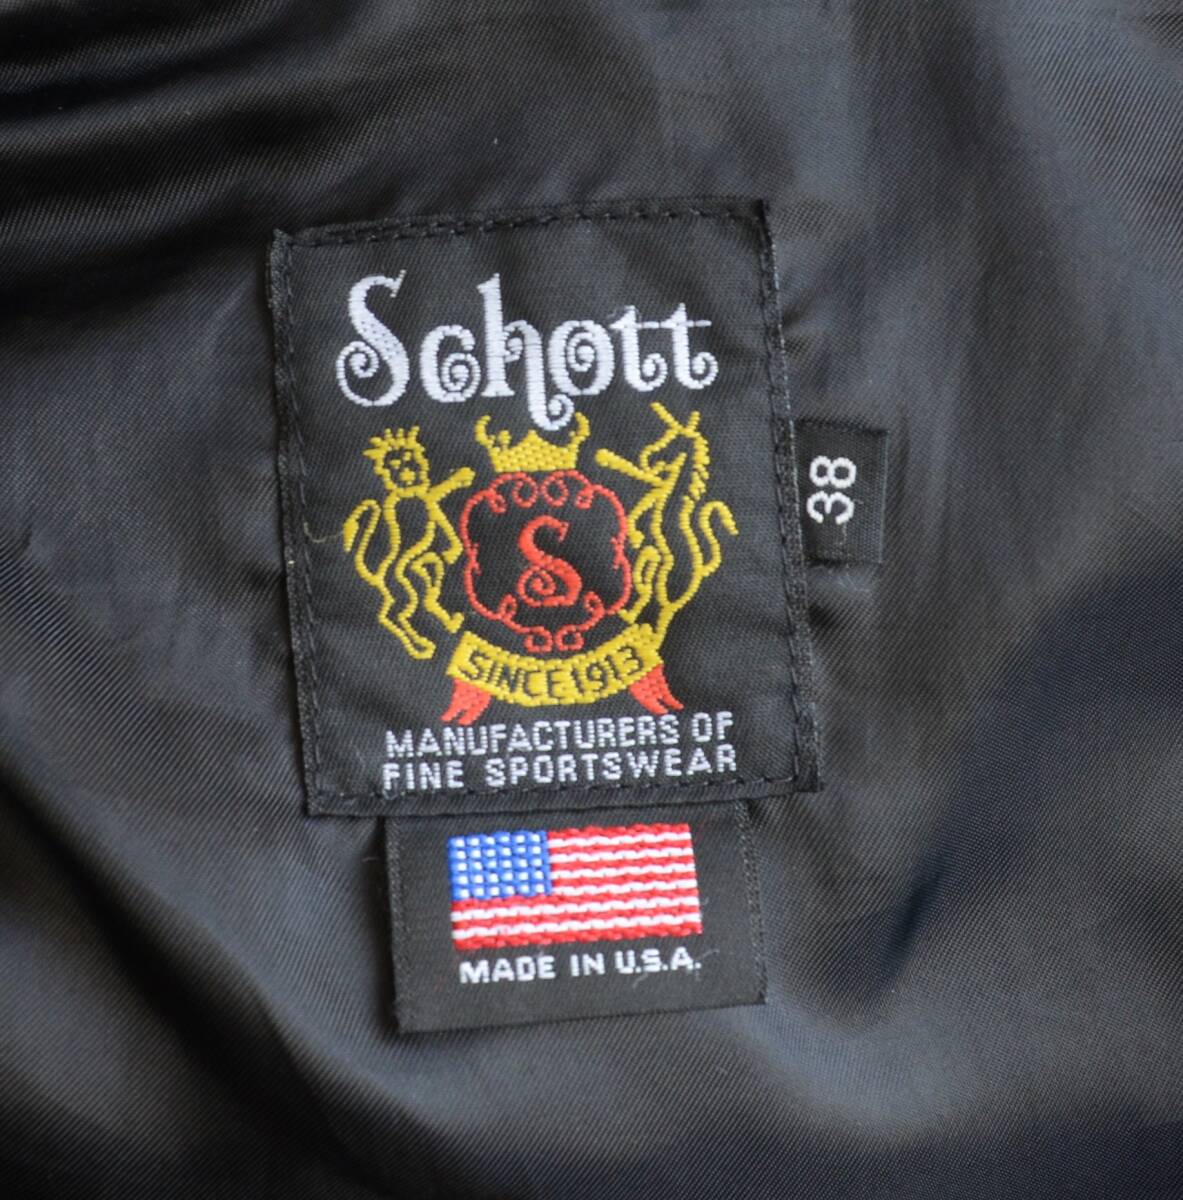 Schott
38
S
SINCE 1913
MANUFACTURERS OF
FINE SPORTSWEAR
MADE IN U.S.A.